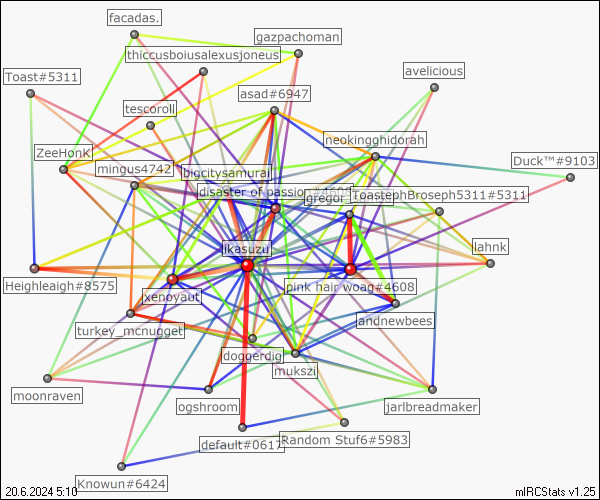 facadas.
gazpachoman
thiccusboiusalexusjoneus
avelicious
Toast#5311
asad#6947
tescoroll
neokingghidorah
ZeeHonK
Duck™#9103
mingus4742
bigcitysamurai
disaster of passion#4608
gregor
ToastephBroseph5311#5311
Ikasuzu
lahnk
Heighleaigh#8575
pink hair woag#4608
xenoyaut
andnewbees
turkey_mcnugget
doggerdig
mukszi
moonraven
ogshroom
jarlbreadmaker
default#0617
Random Stuf6#5983
Knowun#6424
20.6.2024 5:10
mIRCStats v1.25